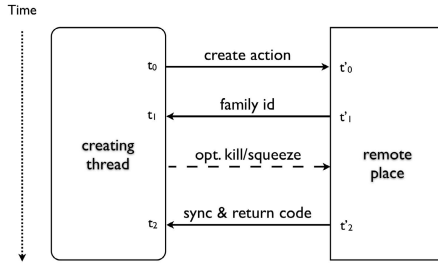 Time
create action
t0
t'0
family id
t1
t'1
creating
thread
opt. kill/squeeze
remote
place
sync & return code
t2
t'2